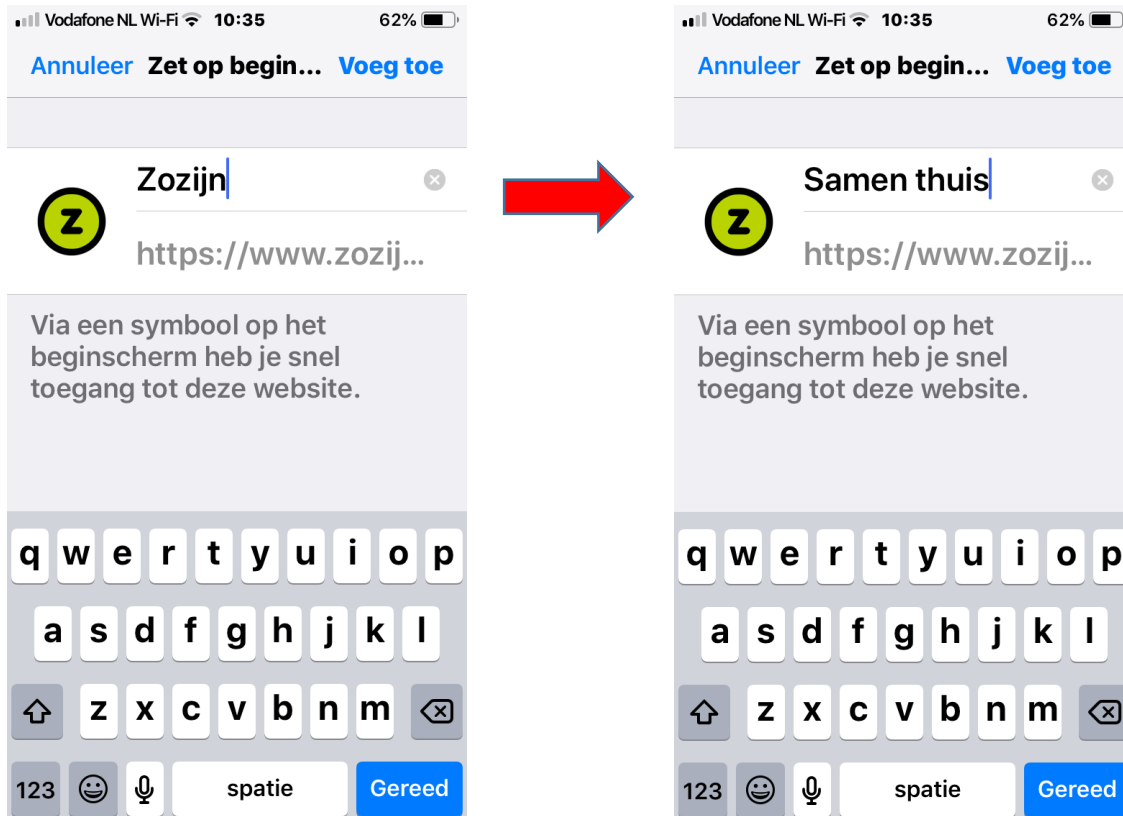 Vodafone NL Wi-Fi 10:35 62%
Annuleer Zet op begin... Voeg toe
Zozijn
z
https://www.zozij...
Via een symbool op het
beginscherm heb je snel
toegang tot deze website.
q w e r t y u i o p
a s d f g h j k l
z x c v b n m
123 spatie Gereed
Vodafone NL Wi-Fi 10:35 62%
Annuleer Zet op begin... Voeg toe
Samen thuis
z
https://www.zozij...
Via een symbool op het
beginscherm heb je snel
toegang tot deze website.
q w e r t y u i o p
a s d f g h j k l
z x c v b n m
123 spatie Gereed